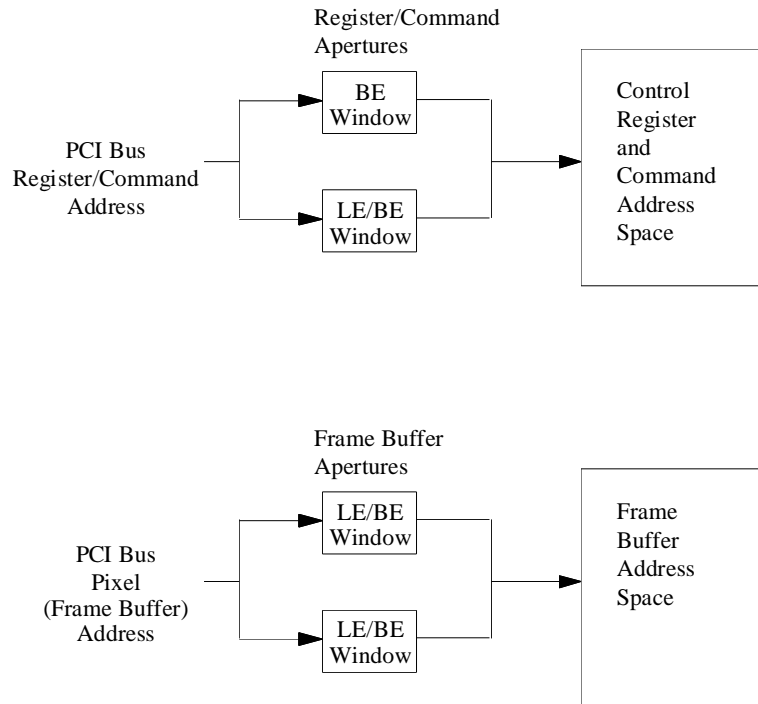 Register/Command
Apertures
BE
Window
PCI Bus
Register/Command
Address
LE/BE
Window
Control
Register
and
Command
Address
Space
Frame Buffer
Apertures
LE/BE
Window
PCI Bus
Pixel
(Frame Buffer)
Address
LE/BE
Window
Frame
Buffer
Address
Space